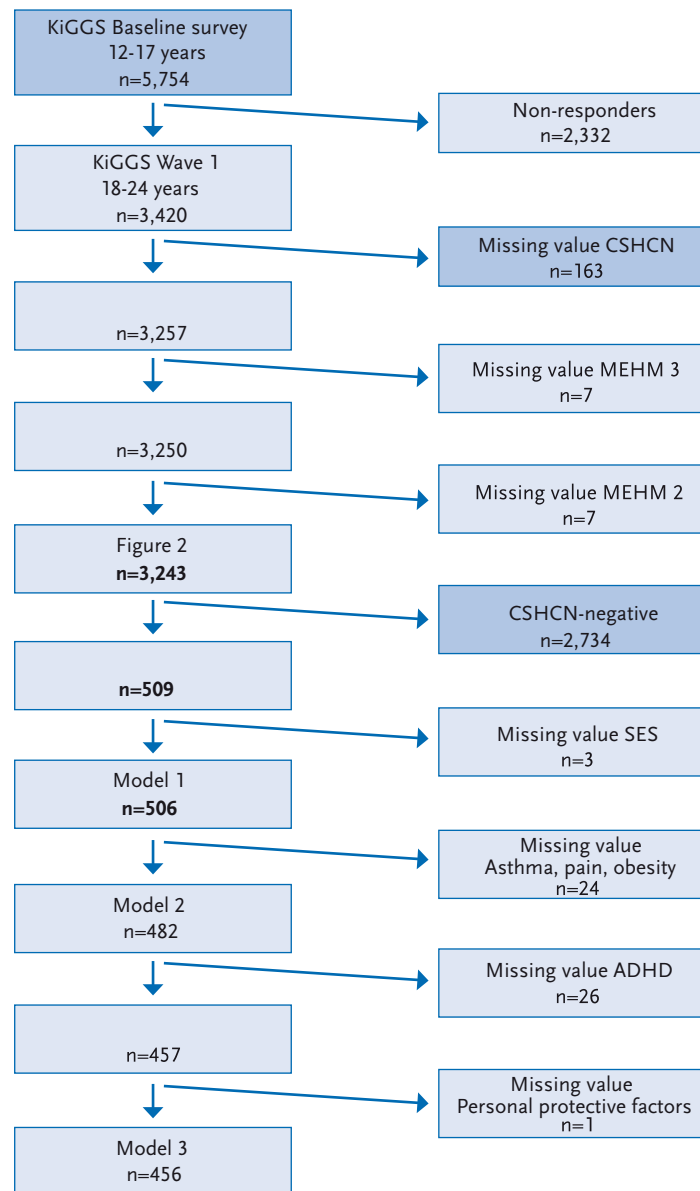 KiGGS Baseline survey
12-17 years
n=5,754
Non-responders
n=2,332
KiGGS Wave 1
18-24 years
n=3,420
Missing value CSHCN
n=163
n=3,257
Missing value MEHM 3
n=7
n=3,250
Missing value MEHM 2
n=7
Figure 2
n=3,243
CSHCN-negative
n=2,734
n=509
Missing value SES
n=3
Model 1
n=506
Missing value
Asthma, pain, obesity
n=24
Model 2
n=482
Missing value ADHD
n=26
n=457
Missing value
Personal protective factors
n=1
Model 3
n=456